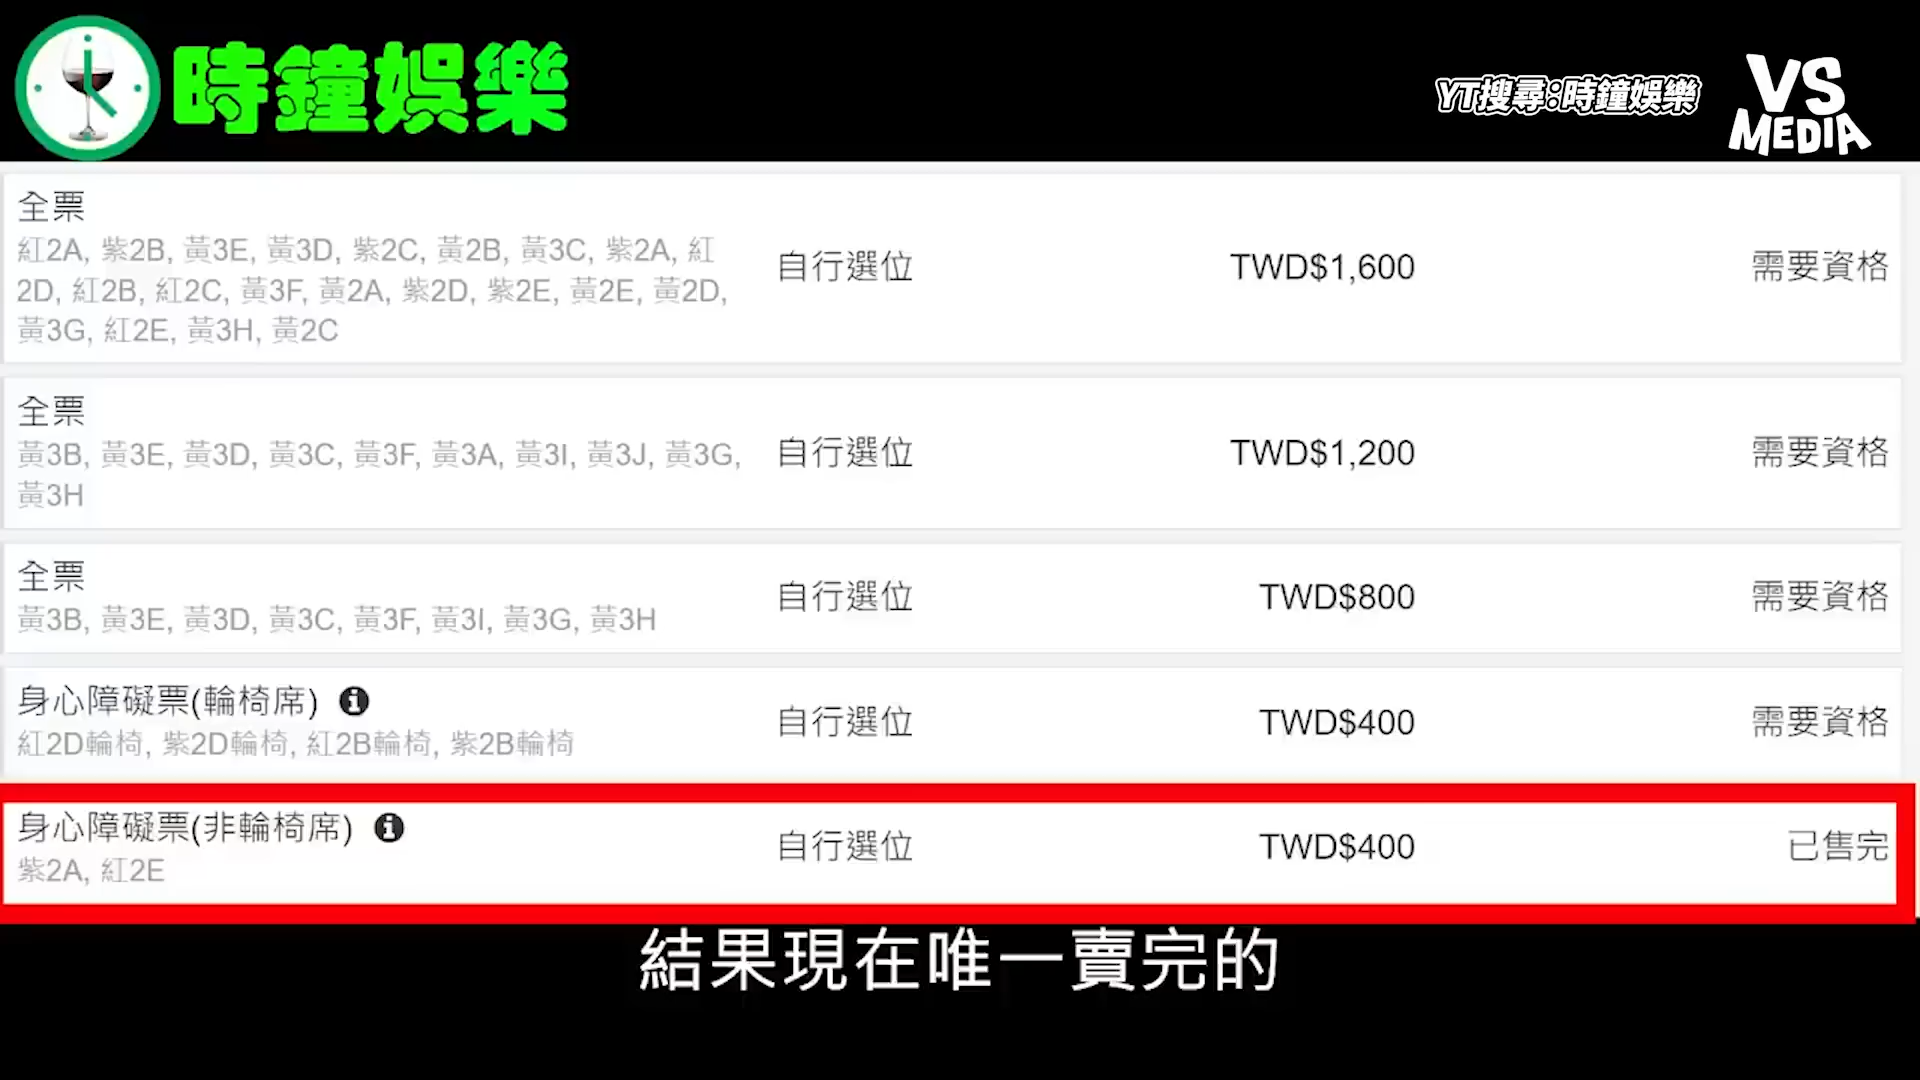 時鐘娛樂
YT搜尋:時鐘娛樂
VS
MEDIA
全票
紅2A, 紫2B, 黃3E, 黃3D, 紫2C, 黃2B, 黃3C, 紫2A, 紅
2D, 紅2B, 紅2C, 黃3F, 黃2A, 紫2D, 紫2E, 黃2E, 黃2D,
黃3G, 紅2E, 黃3H, 黃2C
自行選位
TWD$1,600
需要資格
全票
黃3B, 黃3E, 黃3D, 黃3C, 黃3F, 黃3A, 黃3I, 黃3J, 黃3G,
黃3H
自行選位
TWD$1,200
需要資格
全票
黃3B, 黃3E, 黃3D, 黃3C, 黃3F, 黃3I, 黃3G, 黃3H
自行選位
TWD$800
需要資格
身心障礙票(輪椅席)
紅2D輪椅, 紫2D輪椅, 紅2B輪椅, 紫2B輪椅
自行選位
TWD$400
需要資格
身心障礙票(非輪椅席)
紫2A, 紅2E
自行選位
TWD$400
已售完
結果現在唯一賣完的